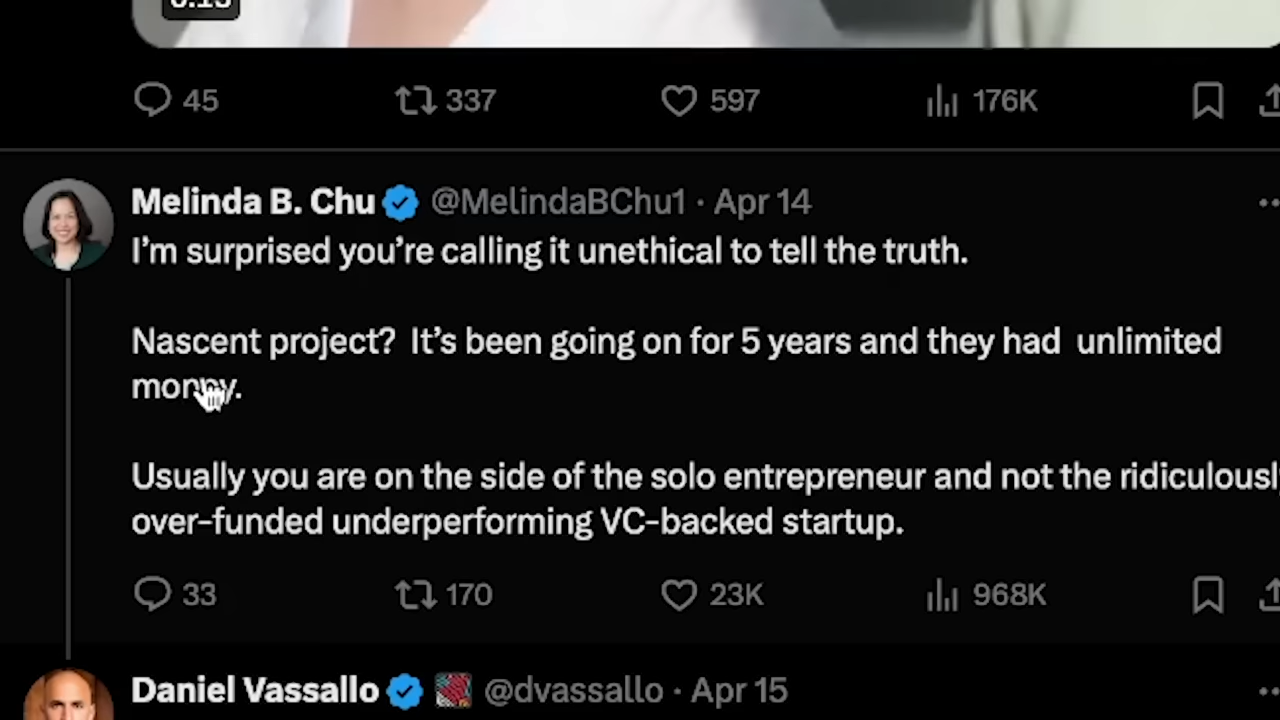 0:15
45 337 597 176K
Melinda B. Chu @MelindaBChu1 · Apr 14
I’m surprised you’re calling it unethical to tell the truth.
Nascent project? It’s been going on for 5 years and they had unlimited
money.
Usually you are on the side of the solo entrepreneur and not the ridiculousl
over-funded underperforming VC-backed startup.
33 170 23K 968K
Daniel Vassallo @dvassallo · Apr 15